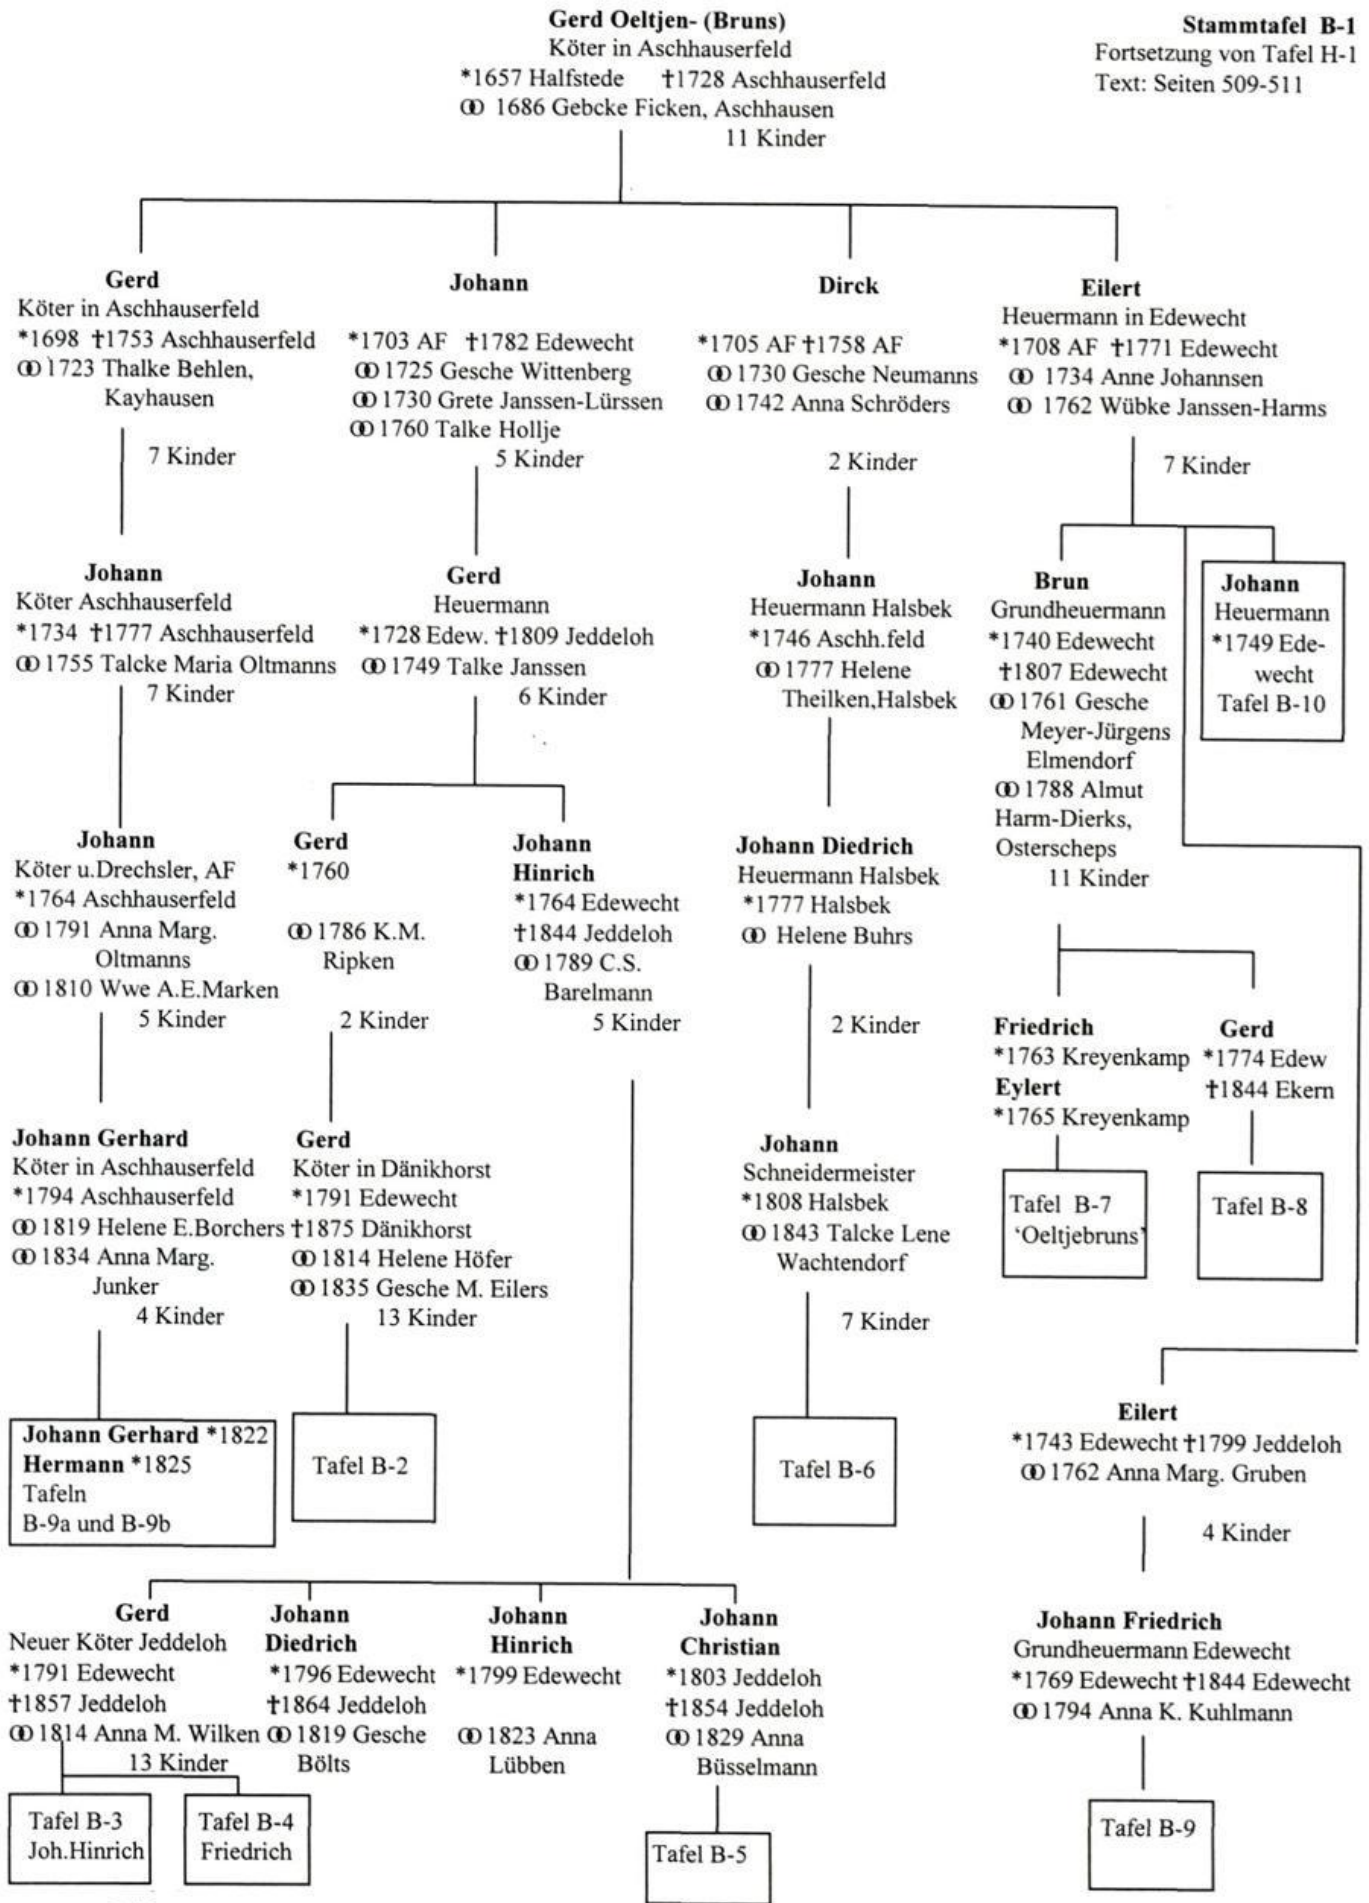 Gerd Oeltjen- (Bruns)
Köter in Aschhauserfeld
*1657 Halfstede †1728 Aschhauserfeld
⚭ 1686 Gebcke Ficken, Aschhausen
11 Kinder
Stammtafel B-1
Fortsetzung von Tafel H-1
Text: Seiten 509-511
Gerd
Köter in Aschhauserfeld
*1698 †1753 Aschhauserfeld
⚭ 1723 Thalke Behlen,
Kayhausen
7 Kinder
Johann
*1703 AF †1782 Edewecht
⚭ 1725 Gesche Wittenberg
⚭ 1730 Grete Janssen-Lürssen
⚭ 1760 Talke Hollje
5 Kinder
Dirck
*1705 AF †1758 AF
⚭ 1730 Gesche Neumanns
⚭ 1742 Anna Schröders
2 Kinder
Eilert
Heuermann in Edewecht
*1708 AF †1771 Edewecht
⚭ 1734 Anne Johannsen
⚭ 1762 Wübke Janssen-Harms
7 Kinder
Johann
Köter Aschhauserfeld
*1734 †1777 Aschhauserfeld
⚭ 1755 Talcke Maria Oltmanns
7 Kinder
Gerd
Heuermann
*1728 Edew. †1809 Jeddeloh
⚭ 1749 Talke Janssen
6 Kinder
Johann
Heuermann Halsbek
*1746 Aschh.feld
⚭ 1777 Helene
Theilken,Halsbek
Brun
Grundheuermann
*1740 Edewecht
†1807 Edewecht
⚭ 1761 Gesche
Meyer-Jürgens
Elmendorf
⚭ 1788 Almut
Harm-Dierks,
Osterscheps
11 Kinder
Johann
Heuermann
*1749 Ede-
wecht
Tafel B-10
Johann
Köter u.Drechsler, AF
*1764 Aschhauserfeld
⚭ 1791 Anna Marg.
Oltmanns
⚭ 1810 Wwe A.E.Marken
5 Kinder
Gerd
*1760
⚭ 1786 K.M.
Ripken
2 Kinder
Johann
Hinrich
*1764 Edewecht
†1844 Jeddeloh
⚭ 1789 C.S.
Barelmann
5 Kinder
Johann Diedrich
Heuermann Halsbek
*1777 Halsbek
⚭ Helene Buhrs
2 Kinder
Friedrich
*1763 Kreyenkamp
Eylert
*1765 Kreyenkamp
Gerd
*1774 Edew
†1844 Ekern
Johann Gerhard
Köter in Aschhauserfeld
*1794 Aschhauserfeld
⚭ 1819 Helene E.Borchers
⚭ 1834 Anna Marg.
Junker
4 Kinder
Gerd
Köter in Dänikhorst
*1791 Edewecht
†1875 Dänikhorst
⚭ 1814 Helene Höfer
⚭ 1835 Gesche M. Eilers
13 Kinder
Johann
Schneidermeister
*1808 Halsbek
⚭ 1843 Talcke Lene
Wachtendorf
7 Kinder
Tafel B-7
'Oeltjebruns'
Tafel B-8
Johann Gerhard *1822
Hermann *1825
Tafeln
B-9a und B-9b
Tafel B-2
Tafel B-6
Eilert
*1743 Edewecht †1799 Jeddeloh
⚭ 1762 Anna Marg. Gruben
4 Kinder
Gerd
Neuer Köter Jeddeloh
*1791 Edewecht
†1857 Jeddeloh
⚭ 1814 Anna M. Wilken
13 Kinder
Johann
Diedrich
*1796 Edewecht
†1864 Jeddeloh
⚭ 1819 Gesche
Bölts
Johann
Hinrich
*1799 Edewecht
⚭ 1823 Anna
Lübben
Johann
Christian
*1803 Jeddeloh
†1854 Jeddeloh
⚭ 1829 Anna
Büsselmann
Johann Friedrich
Grundheuermann Edewecht
*1769 Edewecht †1844 Edewecht
⚭ 1794 Anna K. Kuhlmann
Tafel B-3
Joh.Hinrich
Tafel B-4
Friedrich
Tafel B-5
Tafel B-9